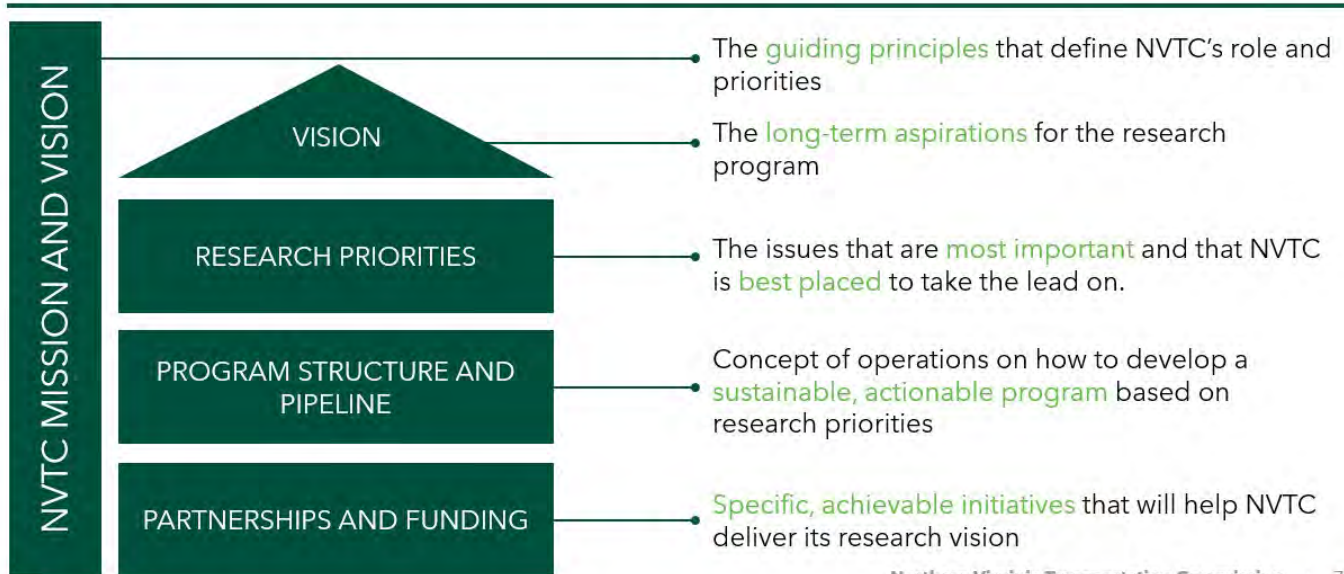 NVTC MISSION AND VISION
The guiding principles that define NVTC's role and
priorities
VISION
The long-term aspirations for the research
program
RESEARCH PRIORITIES
The issues that are most important and that NVTC
is best placed to take the lead on.
PROGRAM STRUCTURE AND
PIPELINE
Concept of operations on how to develop a
sustainable, actionable program based on
research priorities
PARTNERSHIPS AND FUNDING
Specific, achievable initiatives that will help NVTC
deliver its research vision